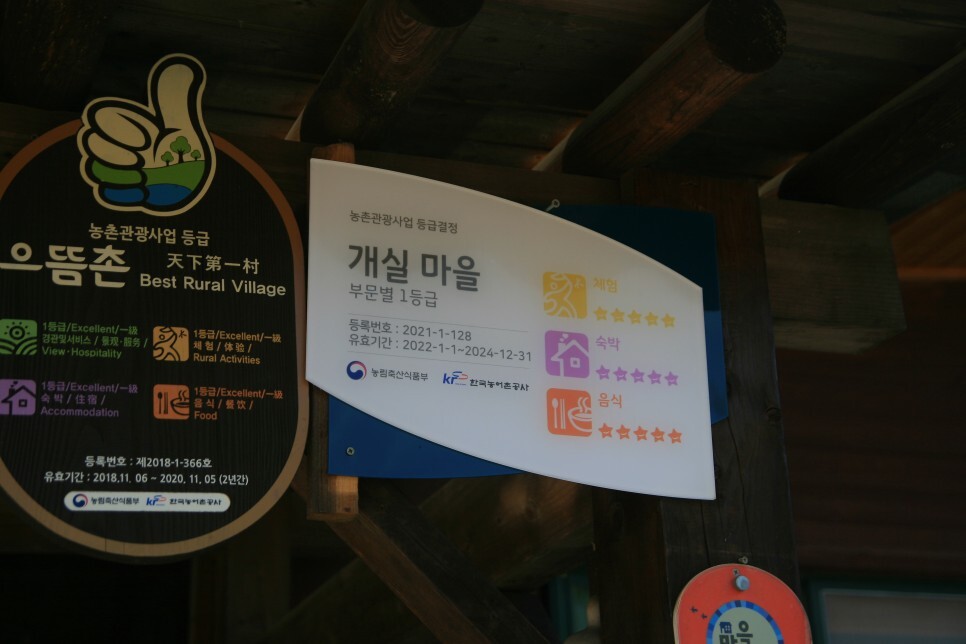 농촌관광사업 등급
으뜸촌
天下第一村
Best Rural Village
1등급/Excellent/一级
경관및서비스 / 景观·服务 /
View·Hospitality
1등급/Excellent/一级
체험 / 体验 /
Rural Activities
1등급/Excellent/一级
숙박 / 住宿 /
Accommodation
1등급/Excellent/一级
음식 / 餐饮 /
Food
등록번호 : 제2018-1-366호
유효기간 : 2018.11. 06 ~ 2020, 11. 05 (2년간)
농림축산식품부 kr 한국농어촌공사
농촌관광사업 등급결정
개실 마을
부문별 1등급
등록번호 : 2021-1-128
유효기간 : 2022-1-1~2024-12-31
농림축산식품부 kr 한국농어촌공사
체험
숙박
음식
마을